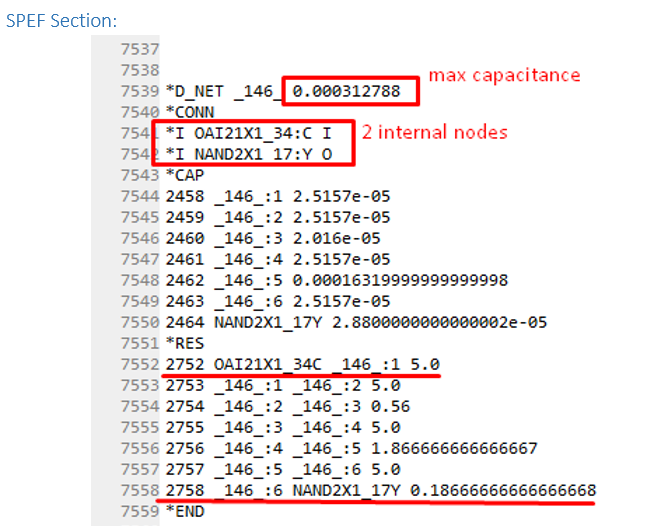 SPEF Section:
7537
7538
7539 *D_NET _146_ 0.000312788 max capacitance
7540 *CONN
7541 *I OAI21X1_34:C I 2 internal nodes
7542 *I NAND2X1_17:Y O
7543 *CAP
7544 2458 _146_:1 2.5157e-05
7545 2459 _146_:2 2.5157e-05
7546 2460 _146_:3 2.016e-05
7547 2461 _146_:4 2.5157e-05
7548 2462 _146_:5 0.00016319999999999998
7549 2463 _146_:6 2.5157e-05
7550 2464 NAND2X1_17Y 2.8800000000000002e-05
7551 *RES
7552 2752 OAI21X1_34C _146_:1 5.0
7553 2753 _146_:1 _146_:2 5.0
7554 2754 _146_:2 _146_:3 0.56
7555 2755 _146_:3 _146_:4 5.0
7556 2756 _146_:4 _146_:5 1.866666666666667
7557 2757 _146_:5 _146_:6 5.0
7558 2758 _146_:6 NAND2X1_17Y 0.18666666666666668
7559 *END